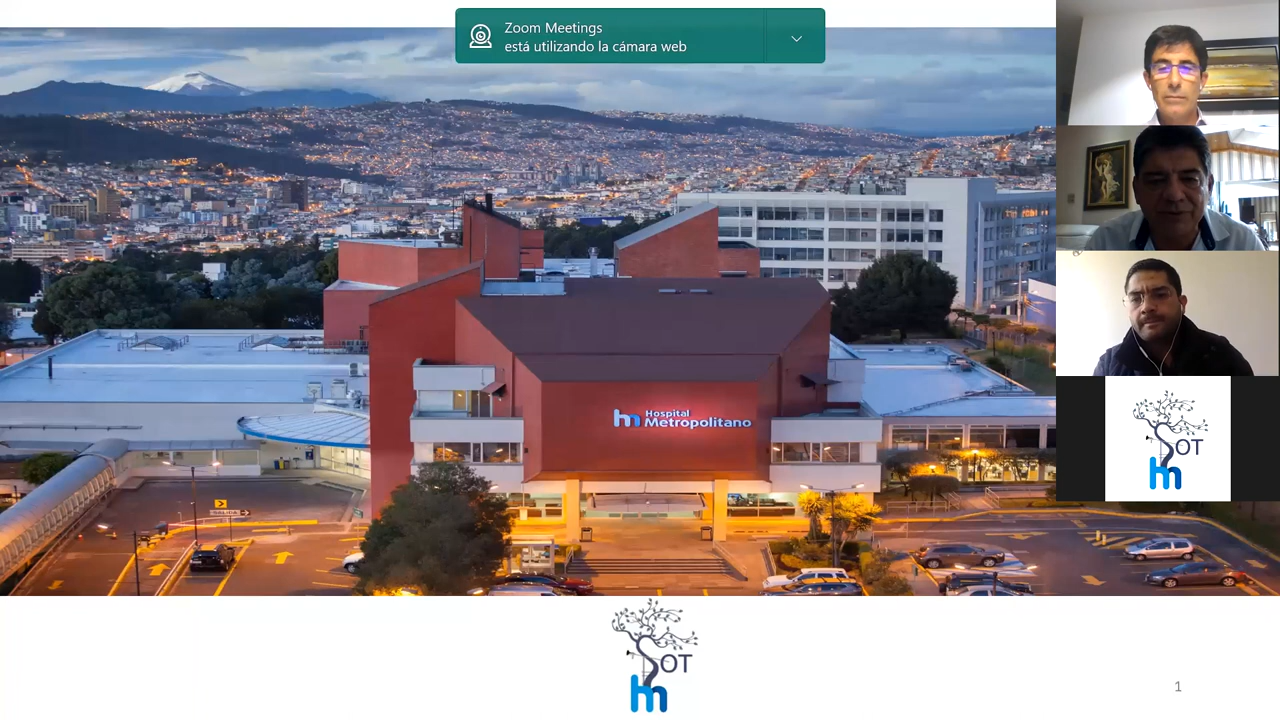 Zoom Meetings
está utilizando la cámara web
hm Hospital
Metropolitano
SALIDA
SOT
hm
SOT
hm
1